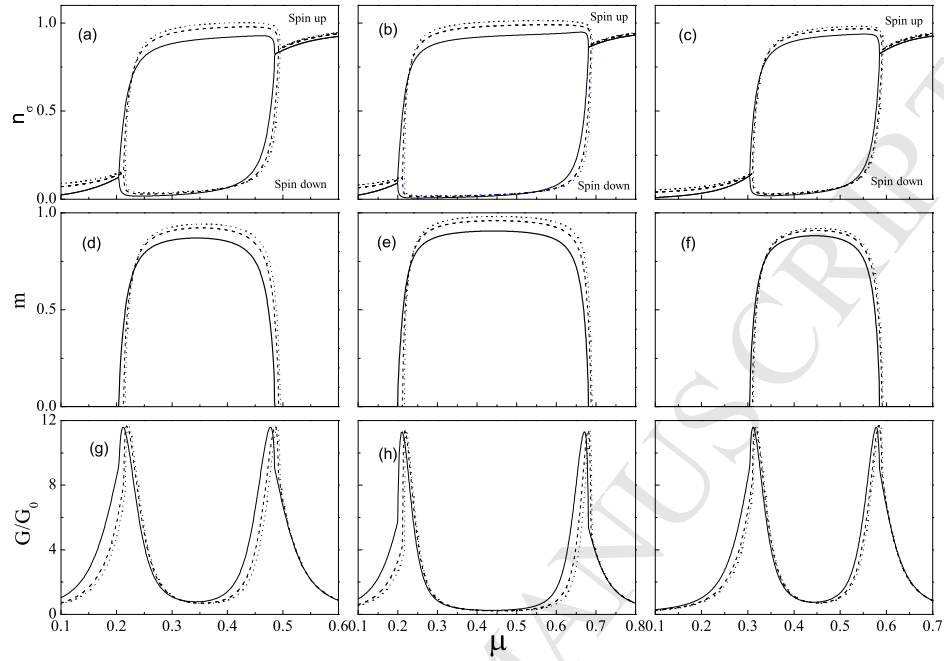 (a)
Spin up
(b)
Spin up
(c)
Spin up
1.0
0.5
0.0
n_σ
Spin down
Spin down
Spin down
(d)
(e)
(f)
1.0
0.5
0.0
m
(g)
(h)
12
8
4
0
G/G_0
0.1 0.2 0.3 0.4 0.5 0.6
0.1 0.2 0.3 0.4 0.5 0.6 0.7 0.8
0.1 0.2 0.3 0.4 0.5 0.6 0.7
μ
MANUSCRIPT